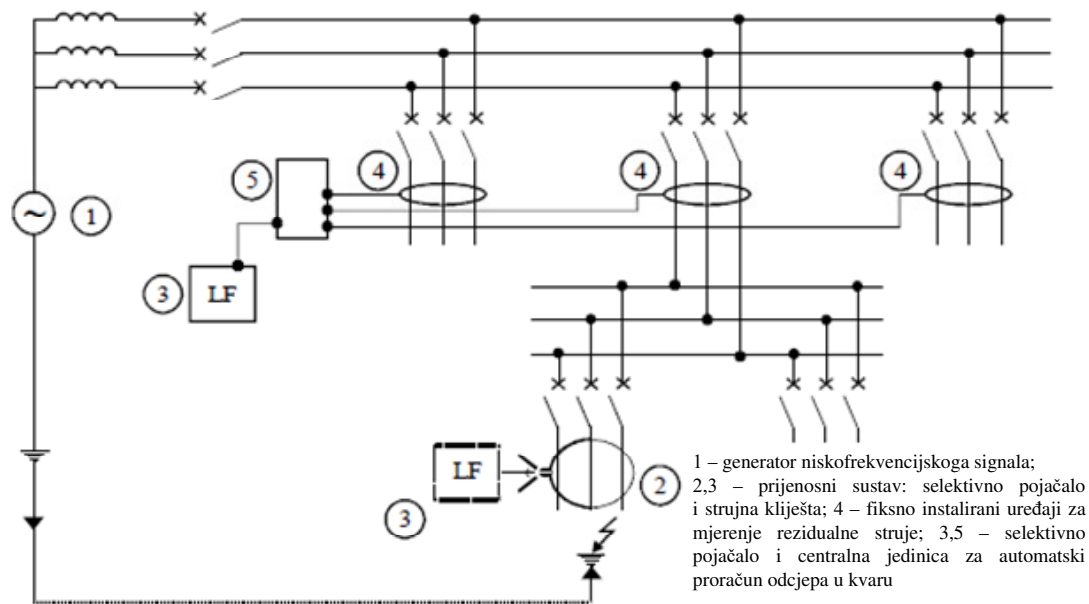 5
4
4
4
1
3
LF
LF
2
3
1 – generator niskofrekvencijskoga signala;
2,3 – prijenosni sustav: selektivno pojačalo
i strujna kliješta; 4 – fiksno instalirani uređaji za
mjerenje rezidualne struje; 3,5 – selektivno
pojačalo i centralna jedinica za automatski
proračun odcjepa u kvaru